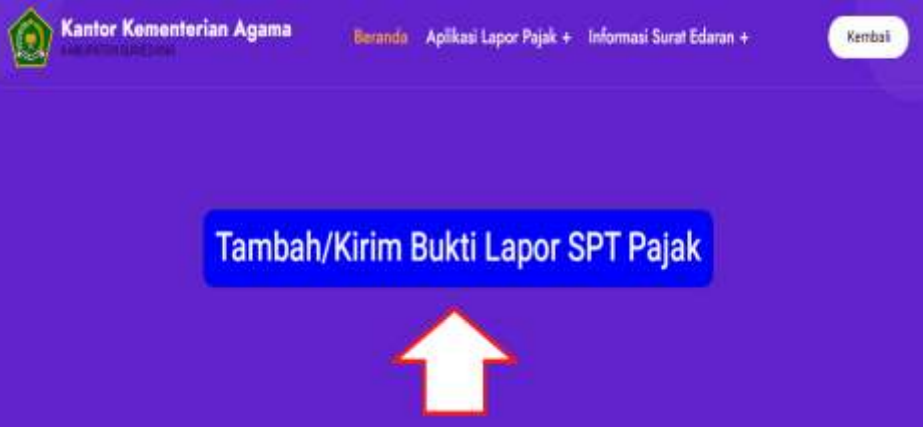 Kantor Kementerian Agama
Beranda Aplikasi Lapor Pajak + Informasi Surat Edaran + Kembali
Tambah/Kirim Bukti Lapor SPT Pajak